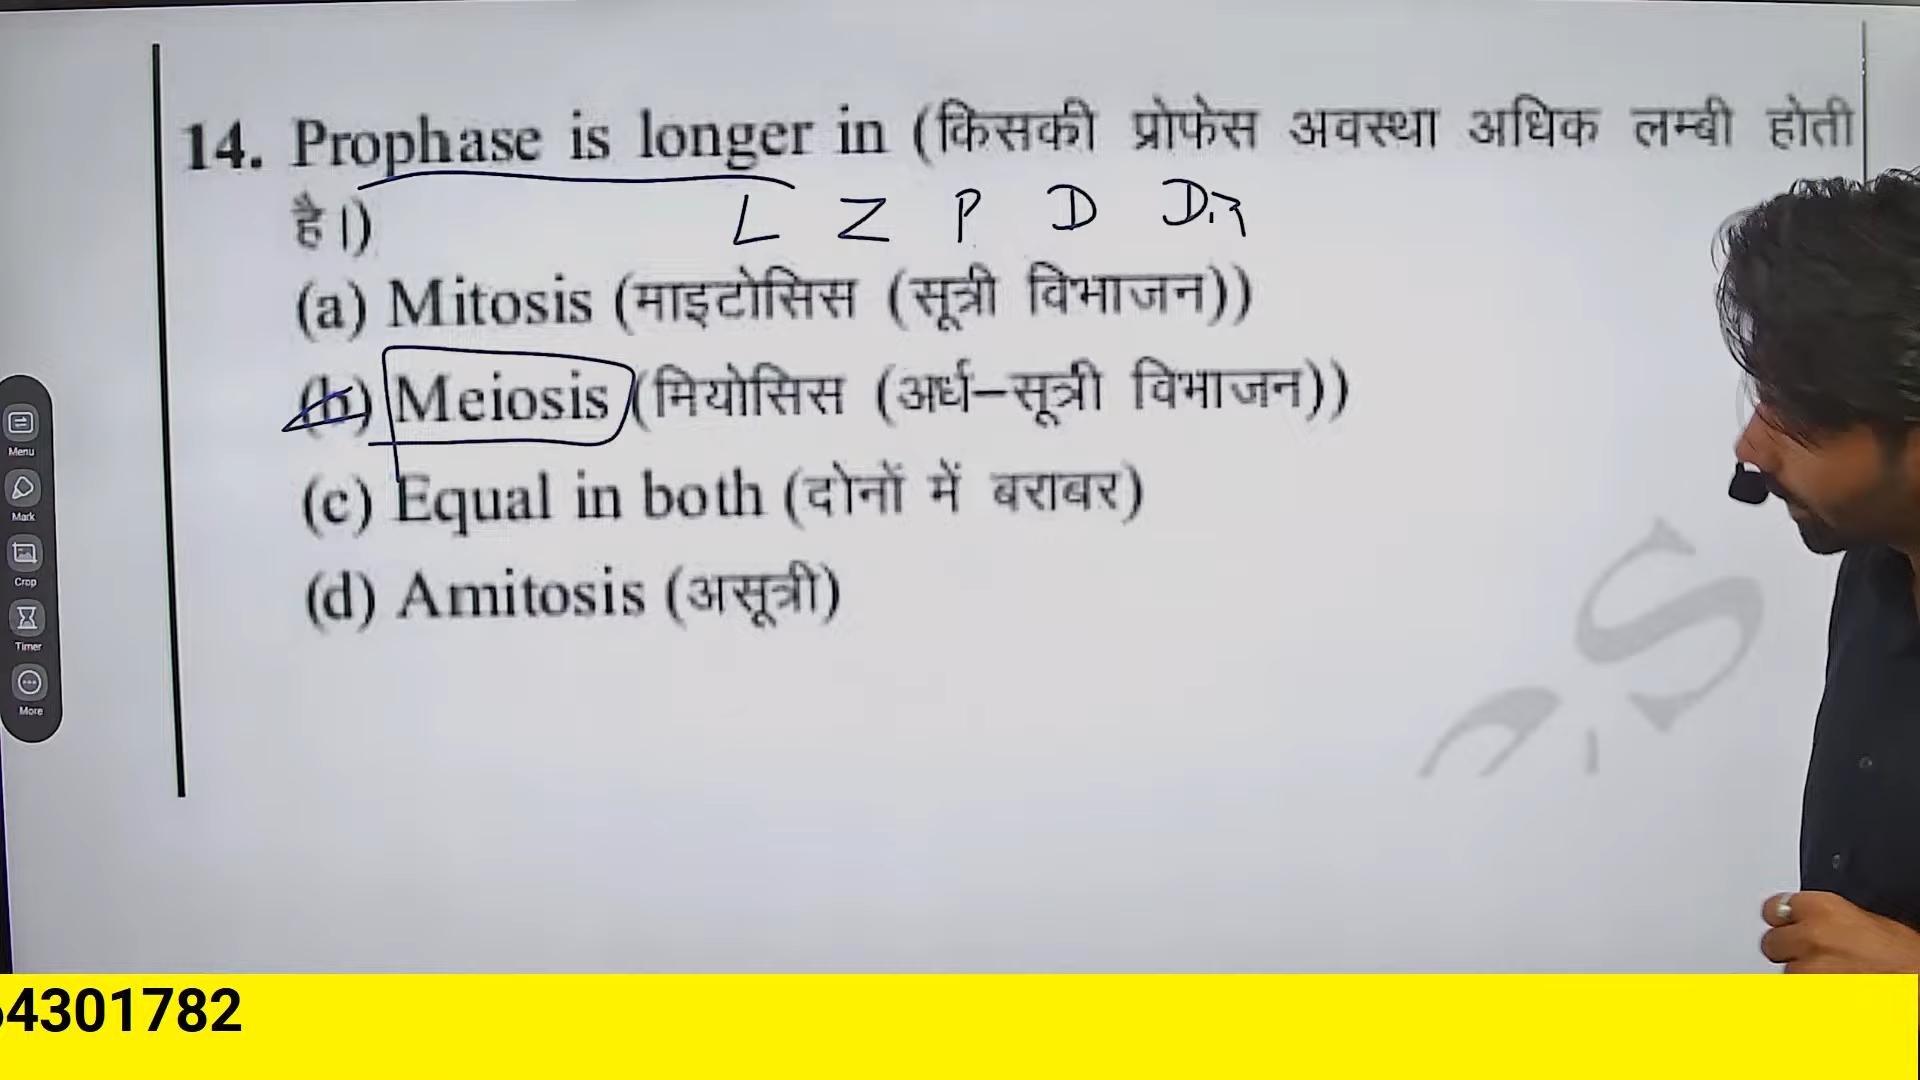 14. Prophase is longer in (किसकी प्रोफेस अवस्था अधिक लम्बी होती
है।)
L Z P D
(a) Mitosis (माइटोसिस (सूत्री विभाजन))
(b) Meiosis (मियोसिस (अर्ध-सूत्री विभाजन))
(c) Equal in both (दोनों में बराबर)
(d) Amitosis (असूत्री)
Menu
Mark
Crop
Timer
More
4301782